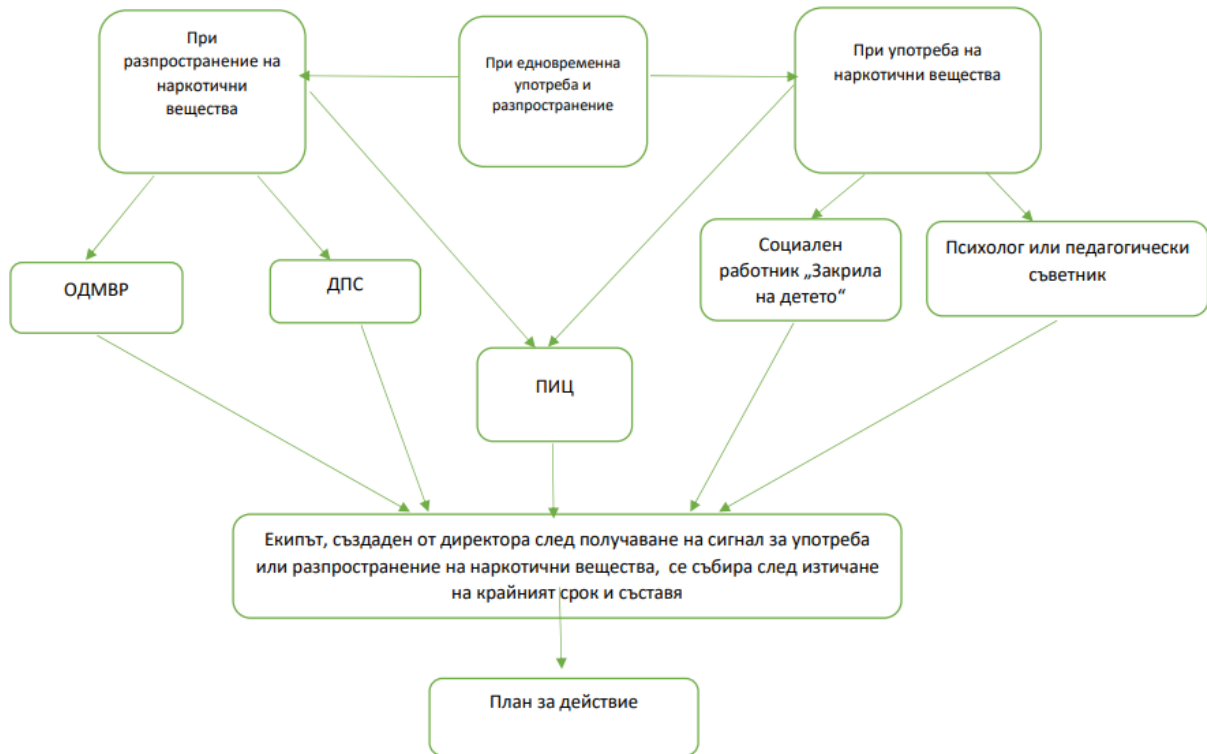 При
разпространение на
наркотични
вещества
При едновременна
употреба и
разпространение
При употреба на
наркотични вещества
ОДМВР
ДПС
ПИЦ
Социален
работник „Закрила
на детето“
Психолог или педагогически
съветник
Екипът, създаден от директора след получаване на сигнал за употреба
или разпространение на наркотични вещества, се събира след изтичане
на крайният срок и съставя
План за действие